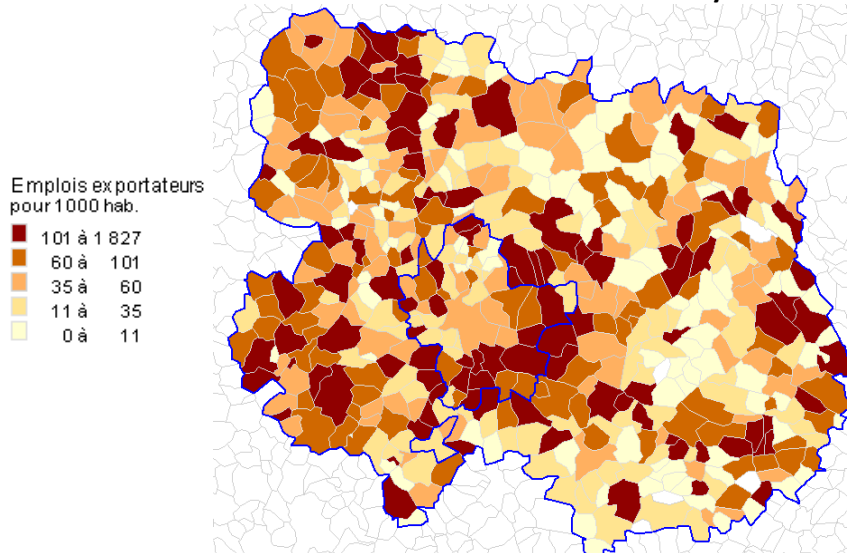 Emplois exportateurs
pour 1000 hab.
101 à 1 827
60 à 101
35 à 60
11 à 35
0 à 11